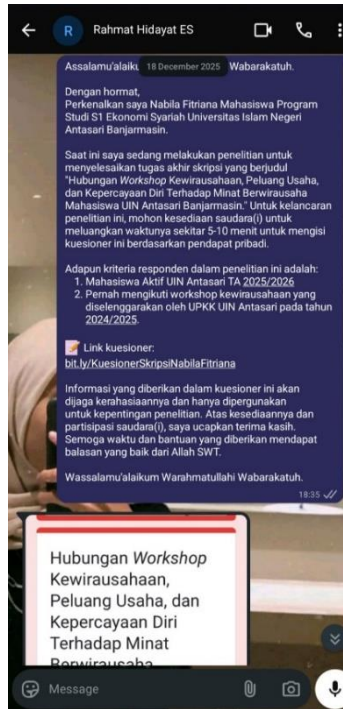 Rahmat Hidayat ES
R
18 December 2025
Assalamu'alaiku Wabarakatuh.
Dengan hormat,
Perkenalkan saya Nabila Fitriana Mahasiswa Program
Studi S1 Ekonomi Syariah Universitas Islam Negeri
Antasari Banjarmasin.
Saat ini saya sedang melakukan penelitian untuk
menyelesaikan tugas akhir skripsi yang berjudul
"Hubungan Workshop Kewirausahaan, Peluang Usaha,
dan Kepercayaan Diri Terhadap Minat Berwirausaha
Mahasiswa UIN Antasari Banjarmasin." Untuk kelancaran
penelitian ini, mohon kesediaan saudara(i) untuk
meluangkan waktunya sekitar 5-10 menit untuk mengisi
kuesioner ini berdasarkan pendapat pribadi.
Adapun kriteria responden dalam penelitian ini adalah:
1. Mahasiswa Aktif UIN Antasari TA 2025/2026
2. Pernah mengikuti workshop kewirausahaan yang
diselenggarakan oleh UPKK UIN Antasari pada tahun
2024/2025.
📝 Link kuesioner:
bit.ly/KuesionerSkripsiNabilaFitriana
Informasi yang diberikan dalam kuesioner ini akan
dijaga kerahasiaannya dan hanya dipergunakan
untuk kepentingan penelitian. Atas kesediaannya dan
partisipasi saudara(i), saya ucapkan terima kasih.
Semoga waktu dan bantuan yang diberikan mendapat
balasan yang baik dari Allah SWT.
Wassalamu'alaikum Warahmatullahi Wabarakatuh.
18:35
Hubungan Workshop
Kewirausahaan,
Peluang Usaha, dan
Kepercayaan Diri
Terhadap Minat
Berwirausaha
Message